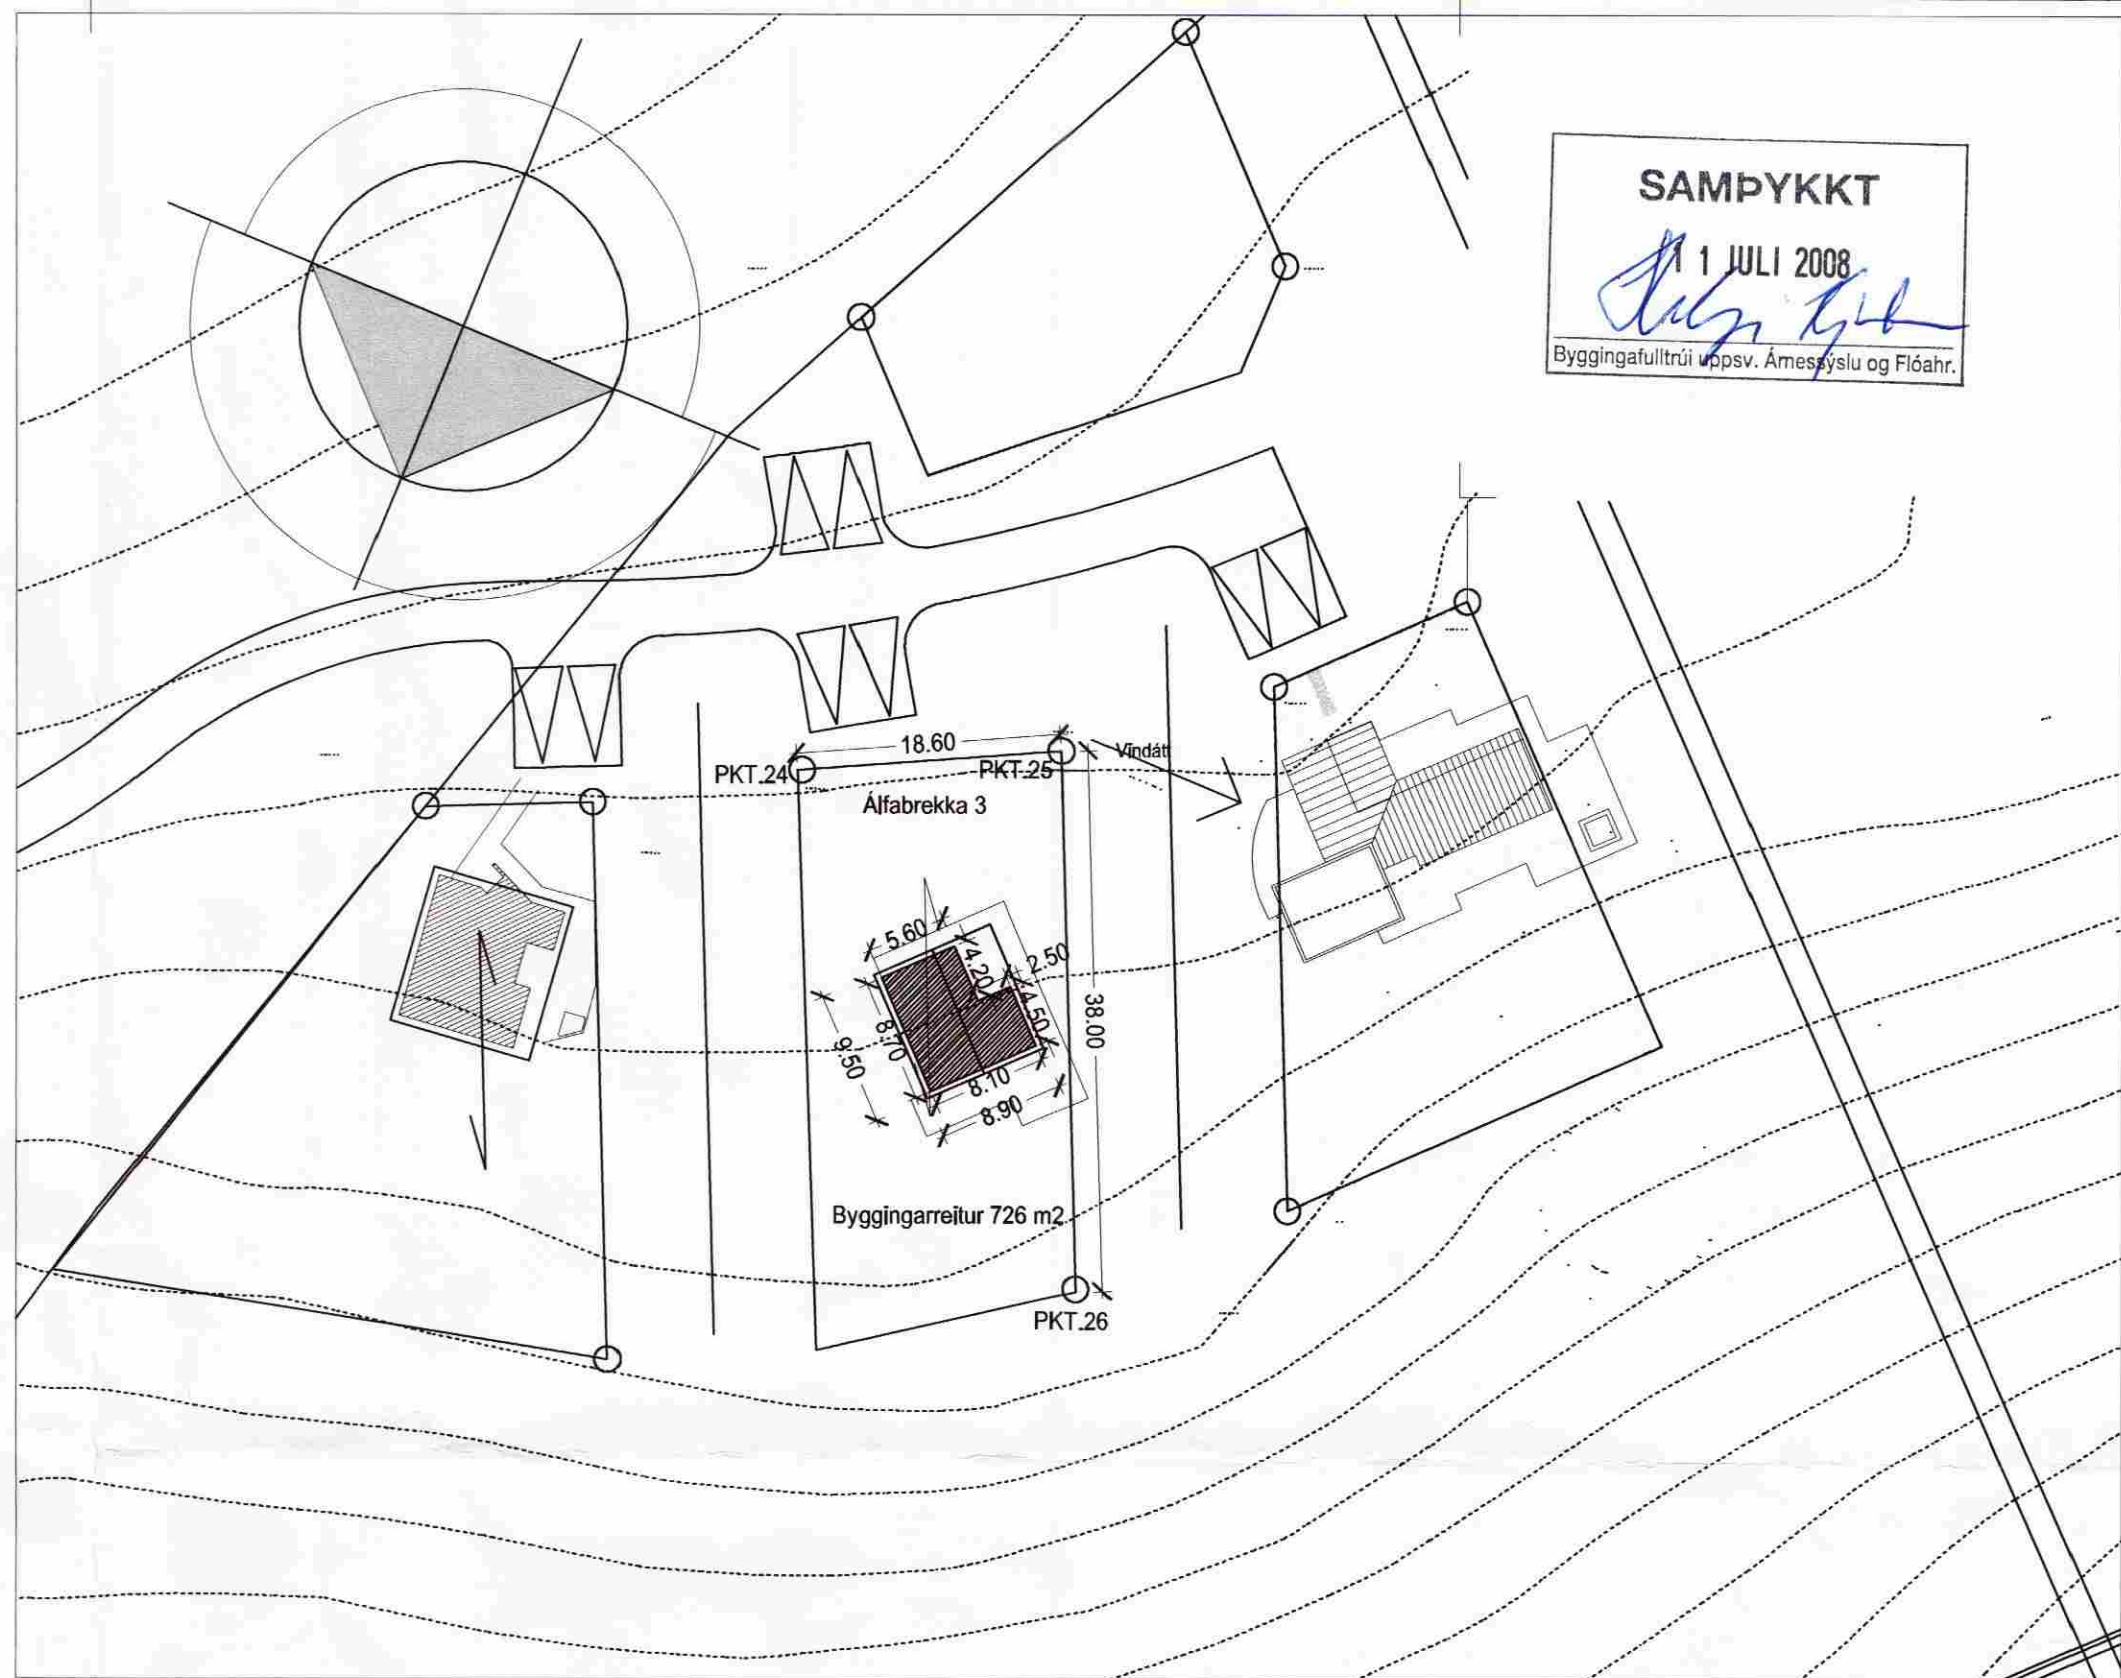 SAMÞYKKT
1 1 JULI 2008
Byggingafulltrúi uppsv. Árnessýslu og Flóahr.
18.60
PKT.24
PKT.25
Vindátt
Álfabrekka 3
5.60
4.20
2.50
4.50
38.00
8.70
9.50
8.10
8.90
Byggingarreitur 726 m2
PKT.26